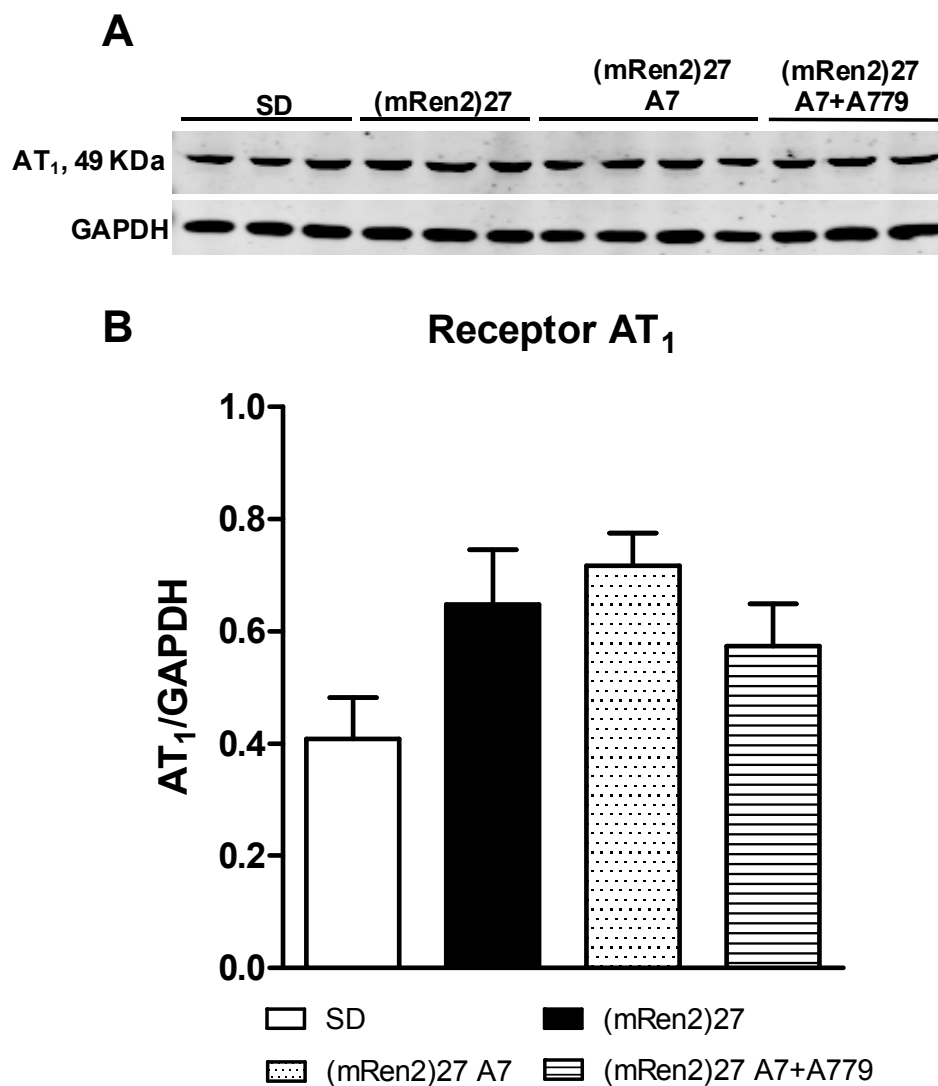 A
SD
(mRen2)27
(mRen2)27
A7
(mRen2)27
A7+A779
AT₁, 49 KDa
GAPDH
B
Receptor AT₁
AT₁/GAPDH
1.0
0.8
0.6
0.4
0.2
0.0
SD
(mRen2)27
(mRen2)27 A7
(mRen2)27 A7+A779